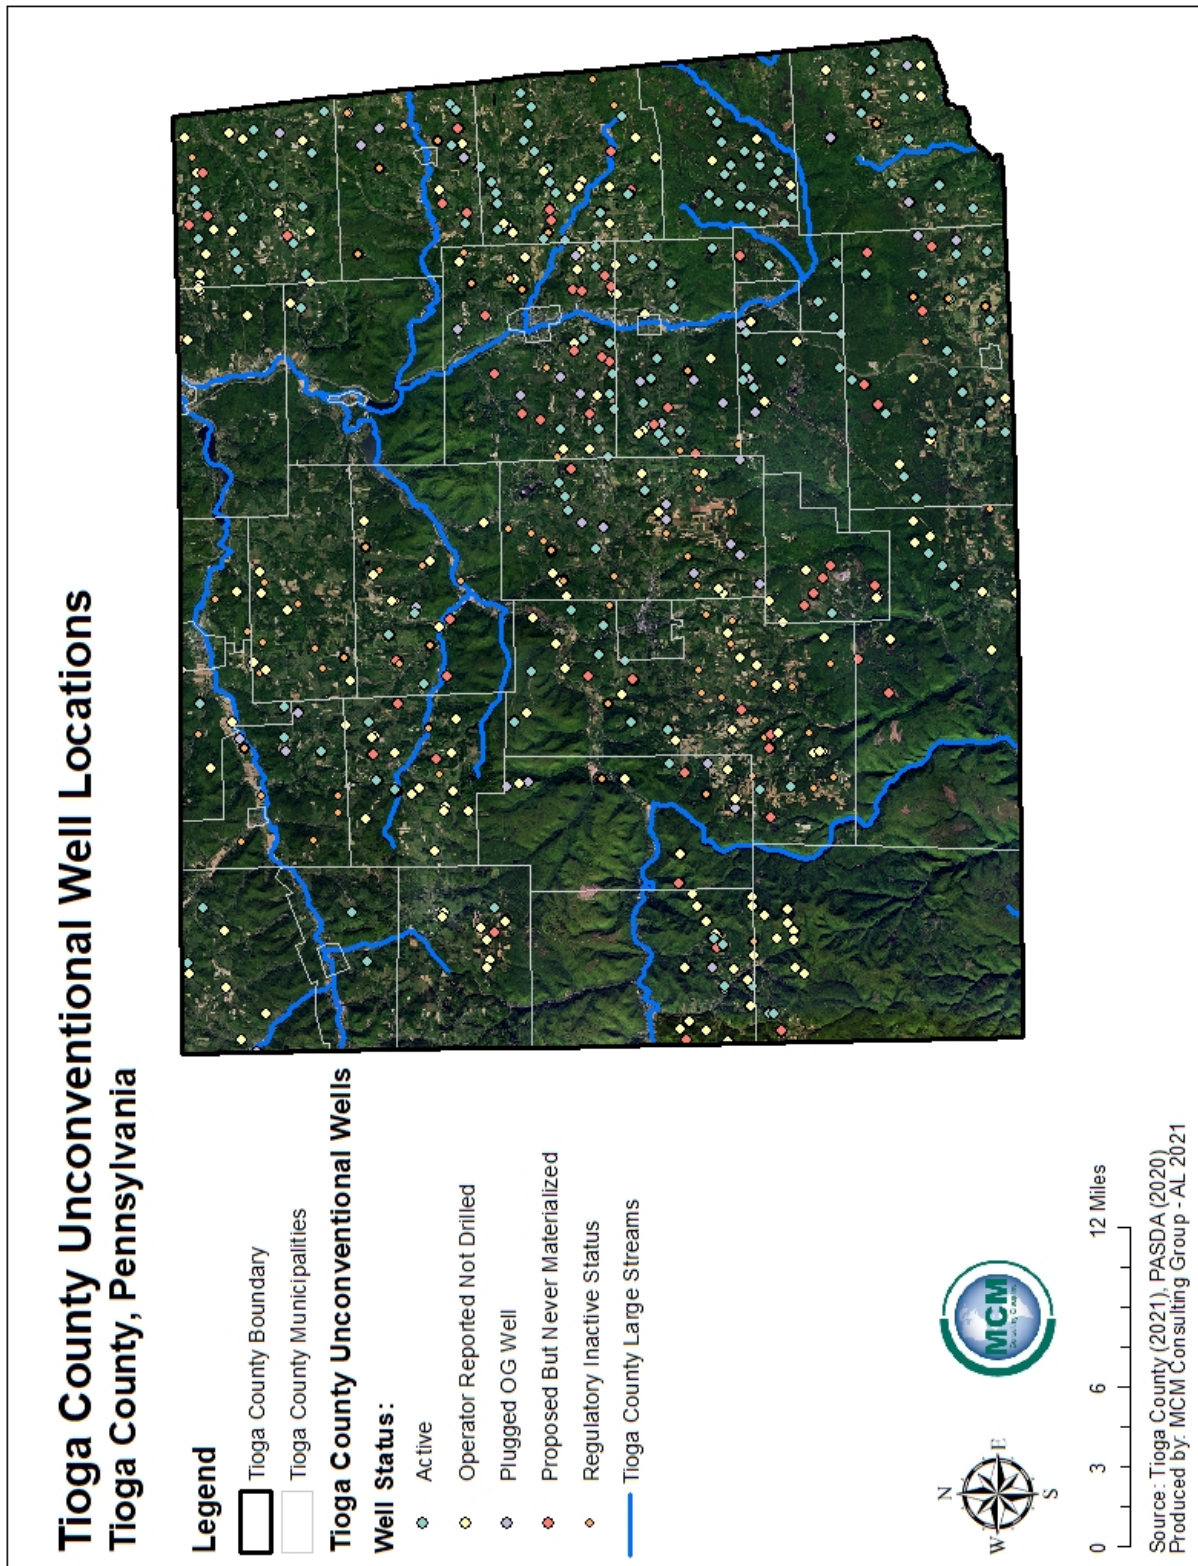 Tioga County Unconventional Well Locations
Tioga County, Pennsylvania
Legend
Tioga County Boundary
Tioga County Municipalities
Tioga County Unconventional Wells
Well Status:
Active
Operator Reported Not Drilled
Plugged OG Well
Proposed But Never Materialized
Regulatory Inactive Status
Tioga County Large Streams
N
W
E
S
MCM
0 3 6 12 Miles
Source: Tioga County (2021), PASDA (2020)
Produced by: MCM Consulting Group - AL 2021